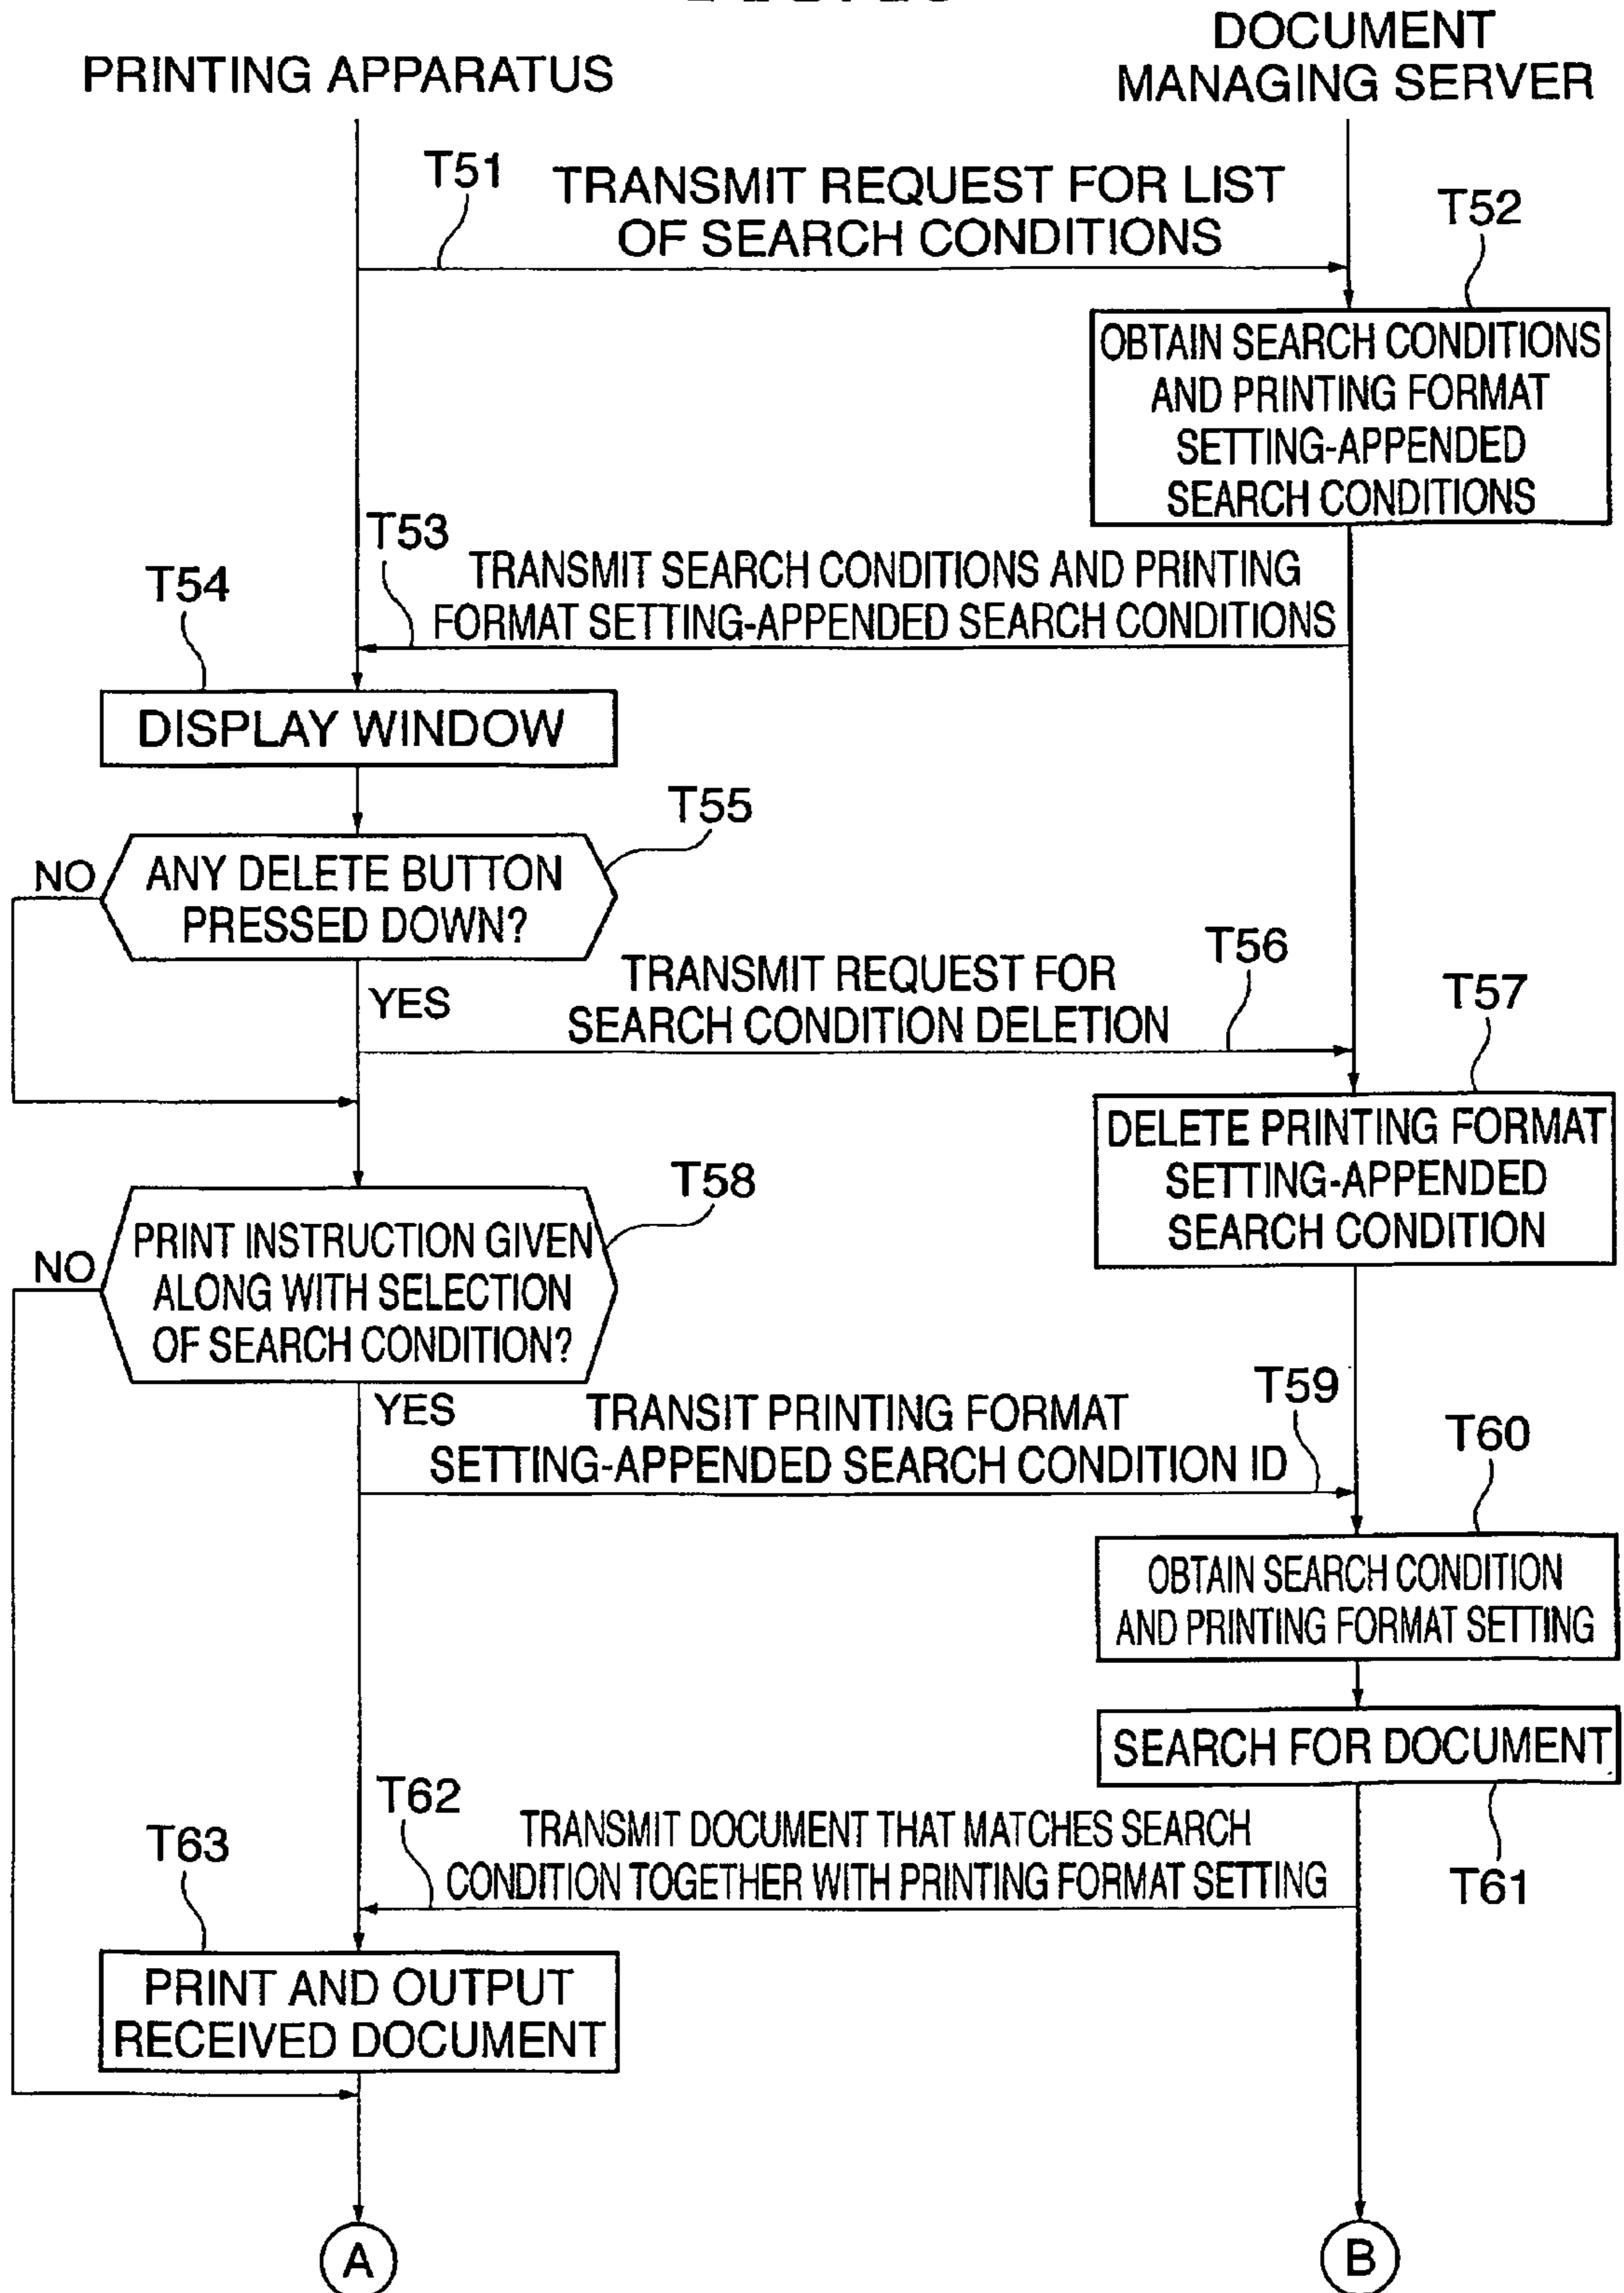 PRINTING APPARATUS
DOCUMENT
MANAGING SERVER
T51
TRANSMIT REQUEST FOR LIST
OF SEARCH CONDITIONS
T52
OBTAIN SEARCH CONDITIONS
AND PRINTING FORMAT
SETTING-APPENDED
SEARCH CONDITIONS
T53
TRANSMIT SEARCH CONDITIONS AND PRINTING
FORMAT SETTING-APPENDED SEARCH CONDITIONS
T54
DISPLAY WINDOW
T55
NO
ANY DELETE BUTTON
PRESSED DOWN?
YES
TRANSMIT REQUEST FOR
SEARCH CONDITION DELETION
T56
T57
DELETE PRINTING FORMAT
SETTING-APPENDED
SEARCH CONDITION
T58
NO
PRINT INSTRUCTION GIVEN
ALONG WITH SELECTION
OF SEARCH CONDITION?
YES
TRANSIT PRINTING FORMAT
SETTING-APPENDED SEARCH CONDITION ID
T59
T60
OBTAIN SEARCH CONDITION
AND PRINTING FORMAT SETTING
SEARCH FOR DOCUMENT
T61
T62
TRANSMIT DOCUMENT THAT MATCHES SEARCH
CONDITION TOGETHER WITH PRINTING FORMAT SETTING
T63
PRINT AND OUTPUT
RECEIVED DOCUMENT
A
B